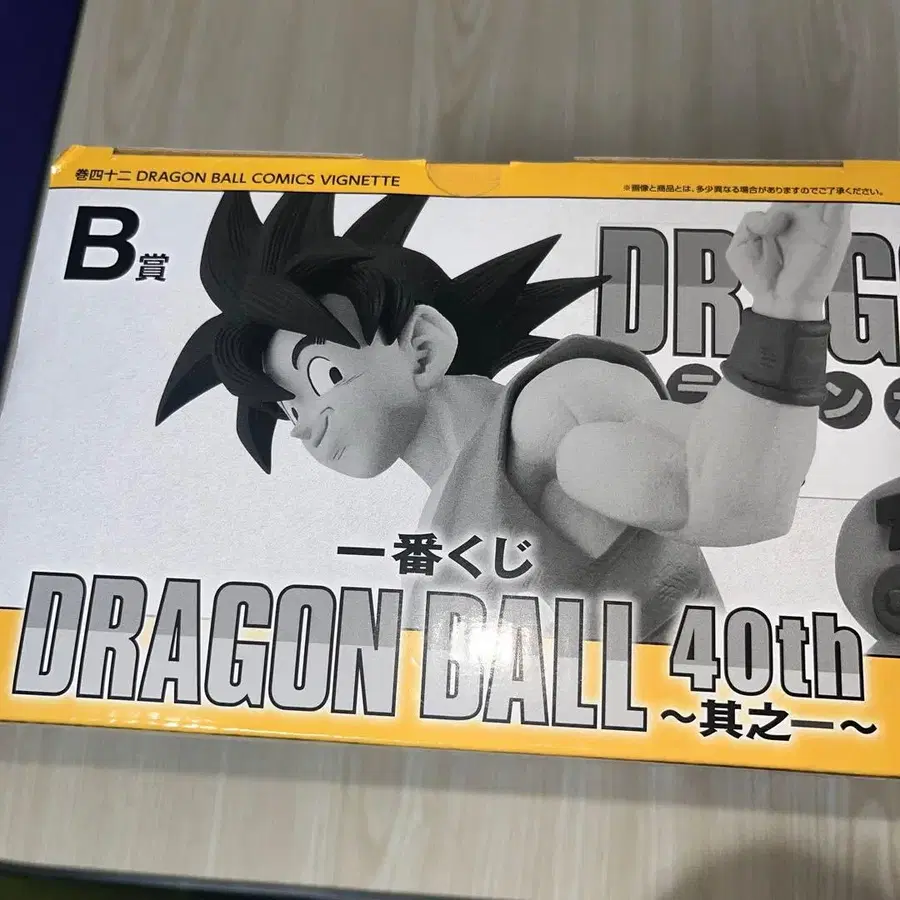 巻四十二 DRAGON BALL COMICS VIGNETTE
※画像と商品とは、多少異なる場合がありますのでご了承ください。
B賞
DRAG
一番くじ
DRAGON BALL 40th
~其之一~